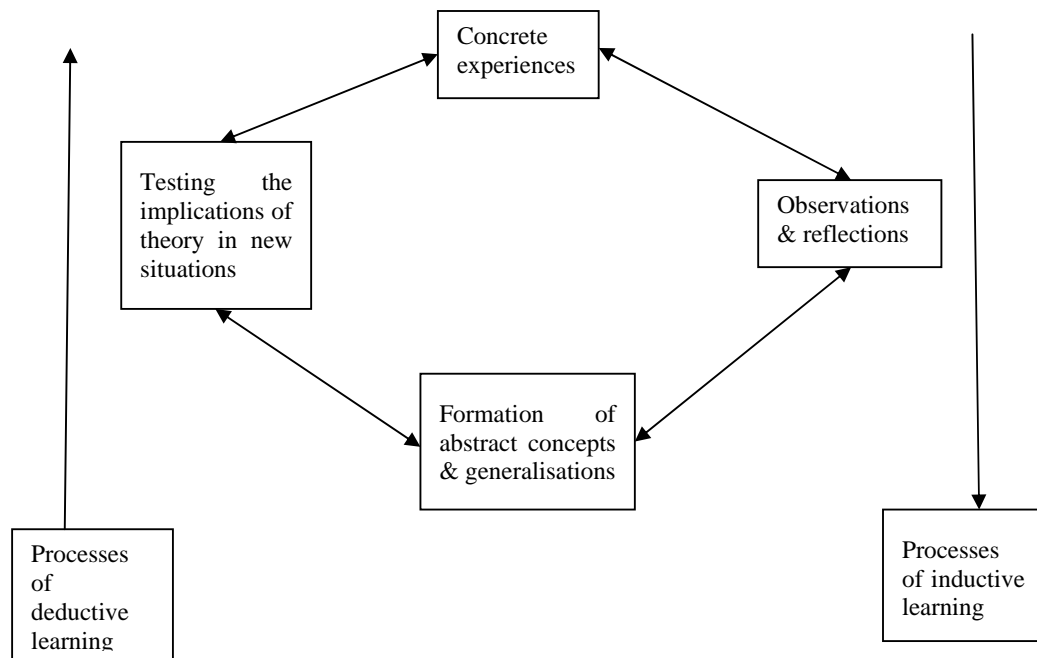 Concrete
experiences
Testing the
implications of
theory in new
situations
Observations
& reflections
Formation of
abstract concepts
& generalisations
Processes
of
deductive
learning
Processes
of inductive
learning